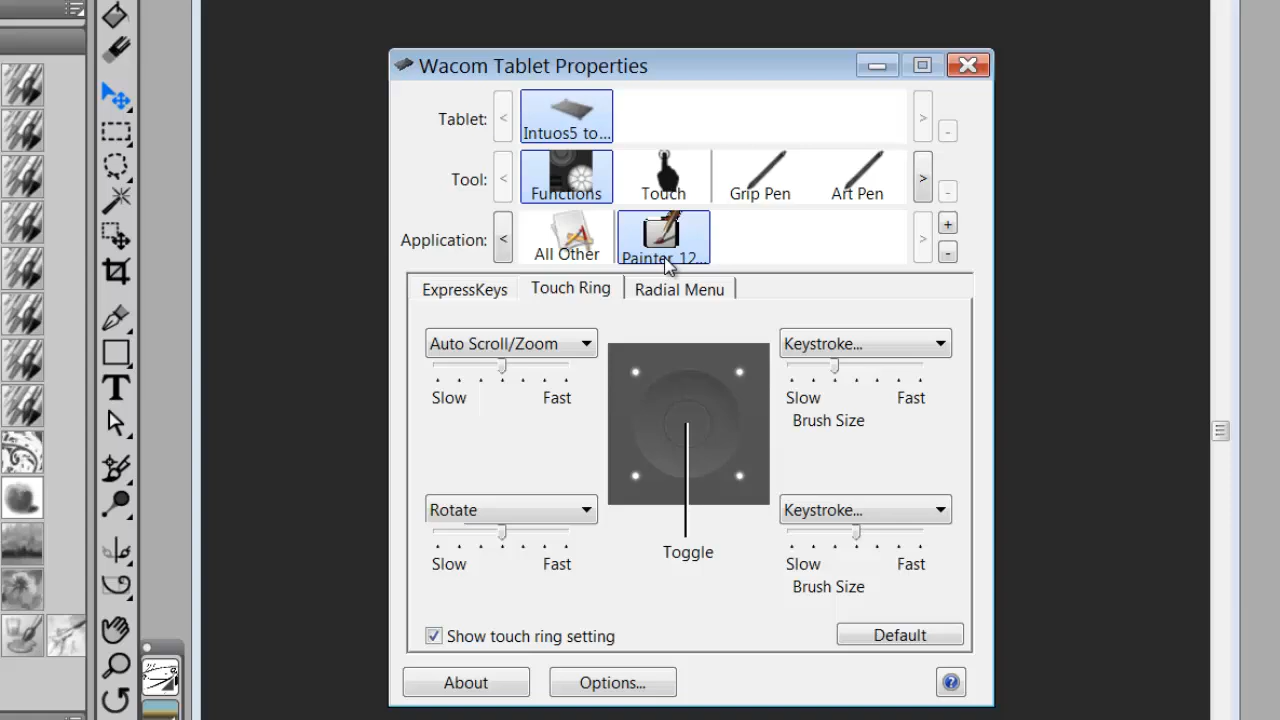 Wacom Tablet Properties
Tablet:
Intuos5 to...
Tool:
Functions
Touch
Grip Pen
Art Pen
Application:
All Other
Painter 12...
ExpressKeys
Touch Ring
Radial Menu
Auto Scroll/Zoom
Slow
Fast
Keystroke...
Slow
Fast
Brush Size
Rotate
Slow
Fast
Keystroke...
Slow
Fast
Brush Size
Toggle
Show touch ring setting
Default
About
Options...